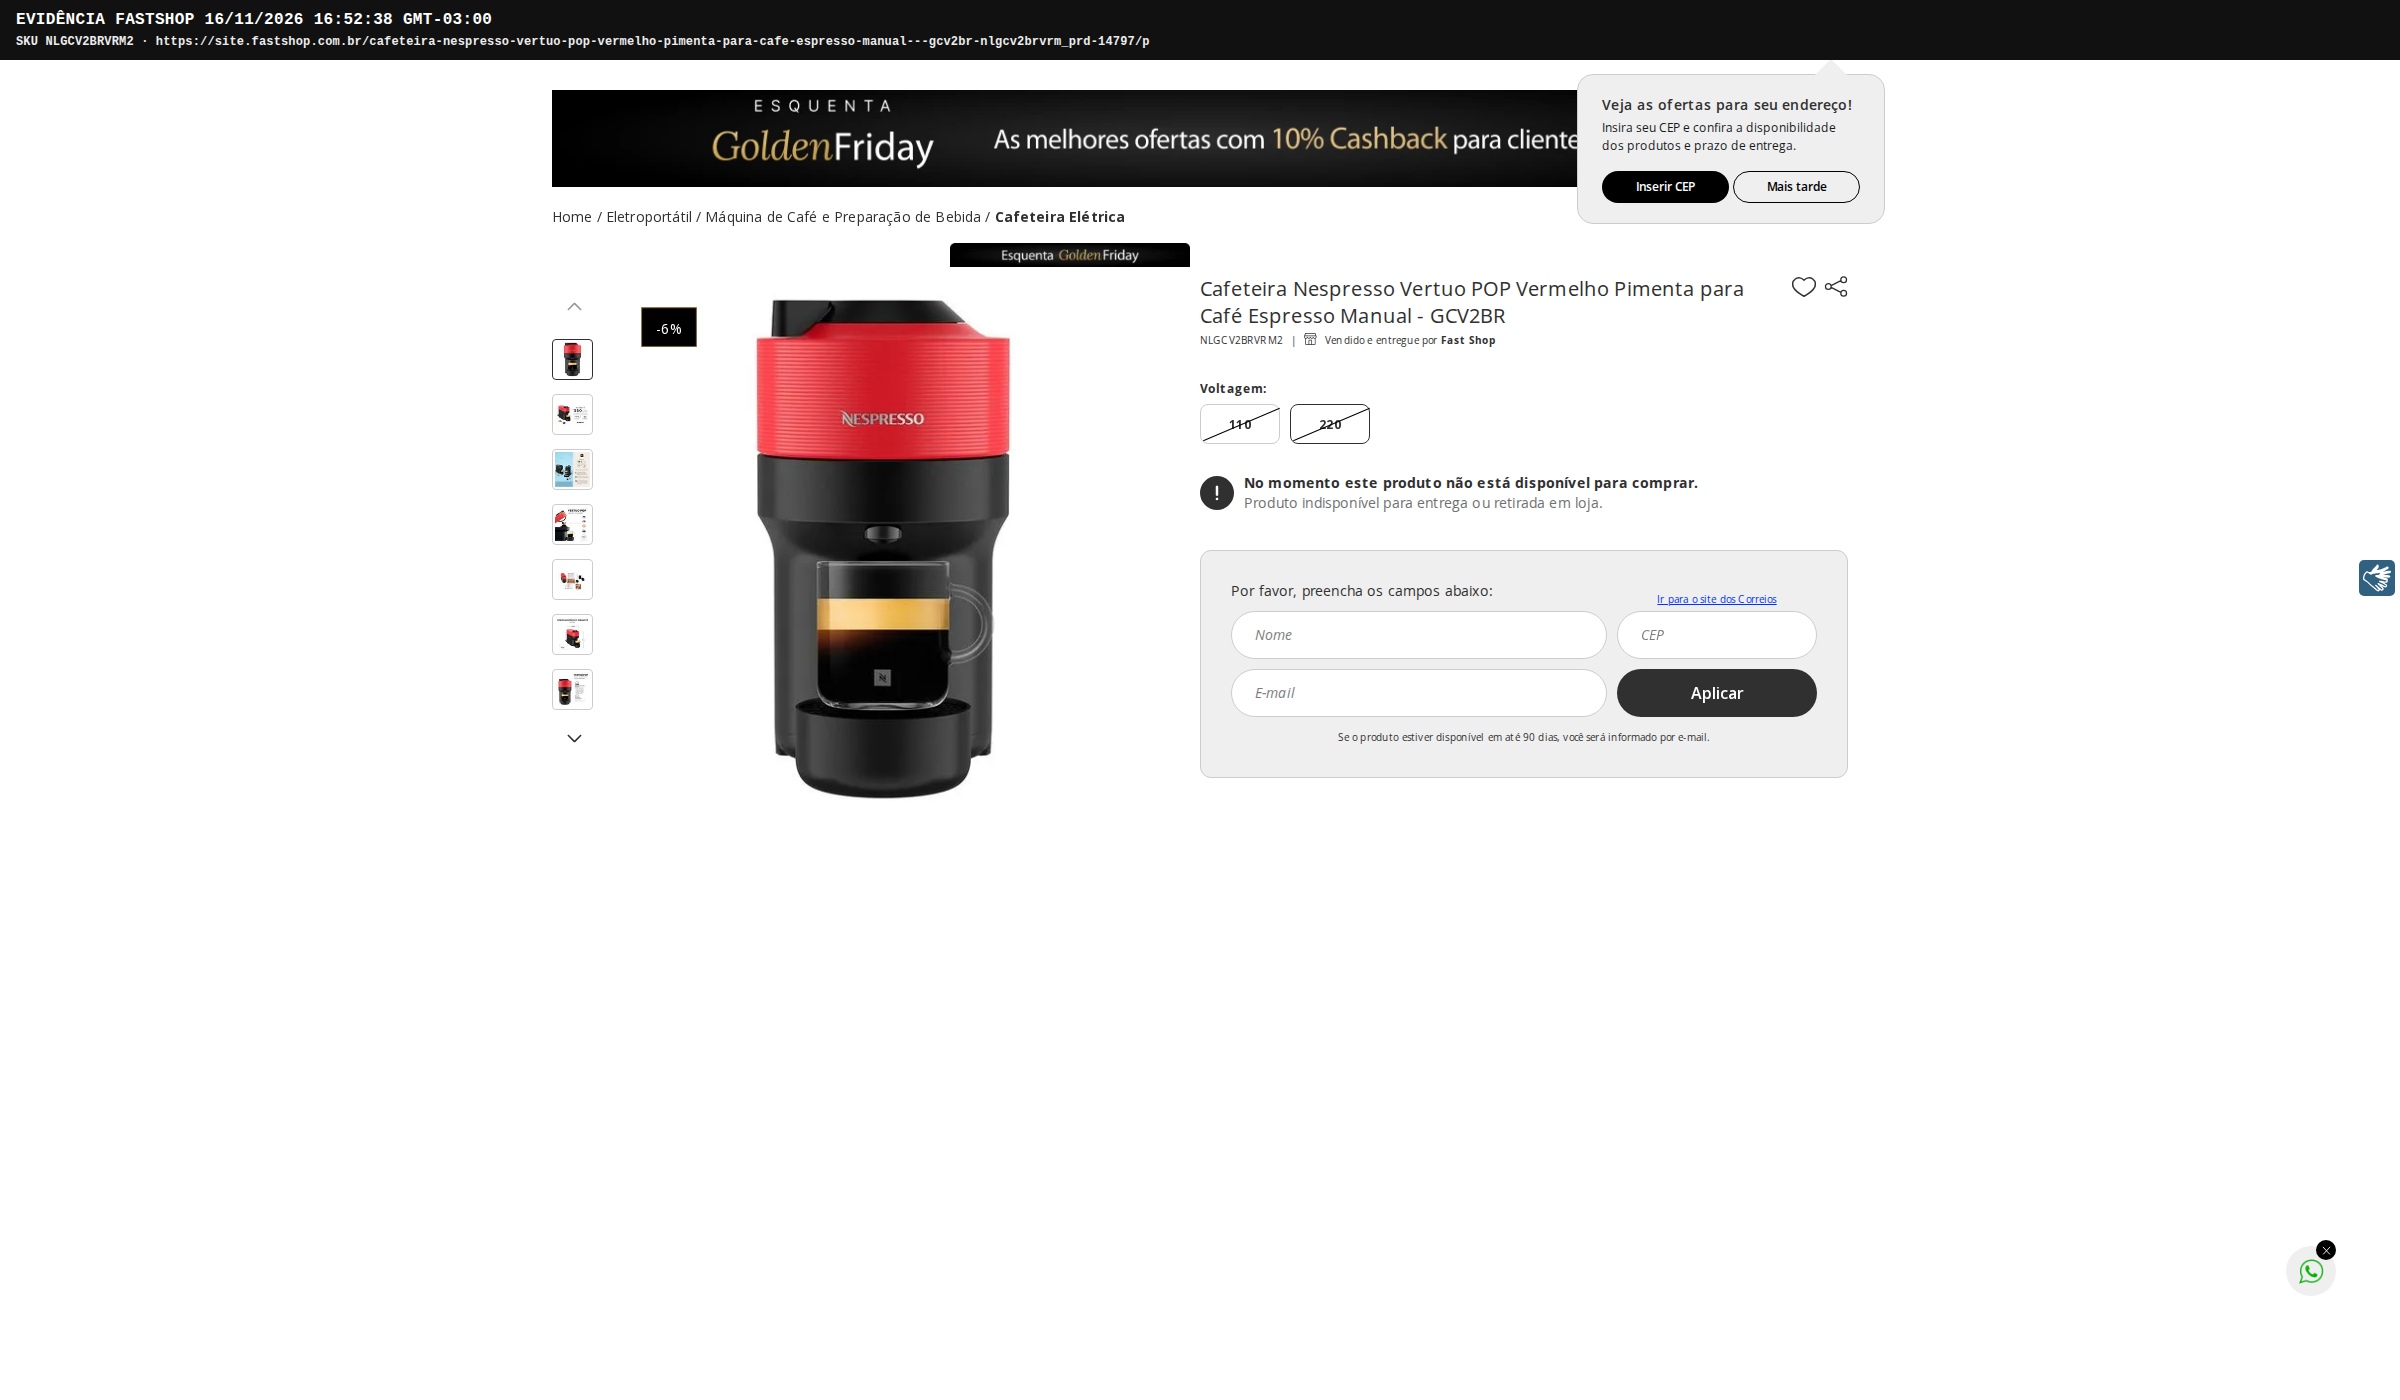 EVIDÊNCIA FASTSHOP 16/11/2026 16:52:38 GMT-03:00
SKU NLGCV2BRVRM2 · https://site.fastshop.com.br/cafeteira-nespresso-vertuo-pop-vermelho-pimenta-para-cafe-espresso-manual---gcv2br-nlgcv2brvrm_prd-14797/p
ESQUENTA
GoldenFriday
As melhores ofertas com 10% Cashback para cliente
Veja as ofertas para seu endereço!
Insira seu CEP e confira a disponibilidade
dos produtos e prazo de entrega.
Inserir CEP
Mais tarde
Home / Eletroportátil / Máquina de Café e Preparação de Bebida / Cafeteira Elétrica
Esquenta GoldenFriday
-6%
NESPRESSO
Cafeteira Nespresso Vertuo POP Vermelho Pimenta para
Café Espresso Manual - GCV2BR
NLGCV2BRVRM2 | Vendido e entregue por Fast Shop
Voltagem:
110
220
No momento este produto não está disponível para comprar.
Produto indisponível para entrega ou retirada em loja.
Por favor, preencha os campos abaixo:
Ir para o site dos Correios
Nome
CEP
E-mail
Aplicar
Se o produto estiver disponível em até 90 dias, você será informado por e-mail.